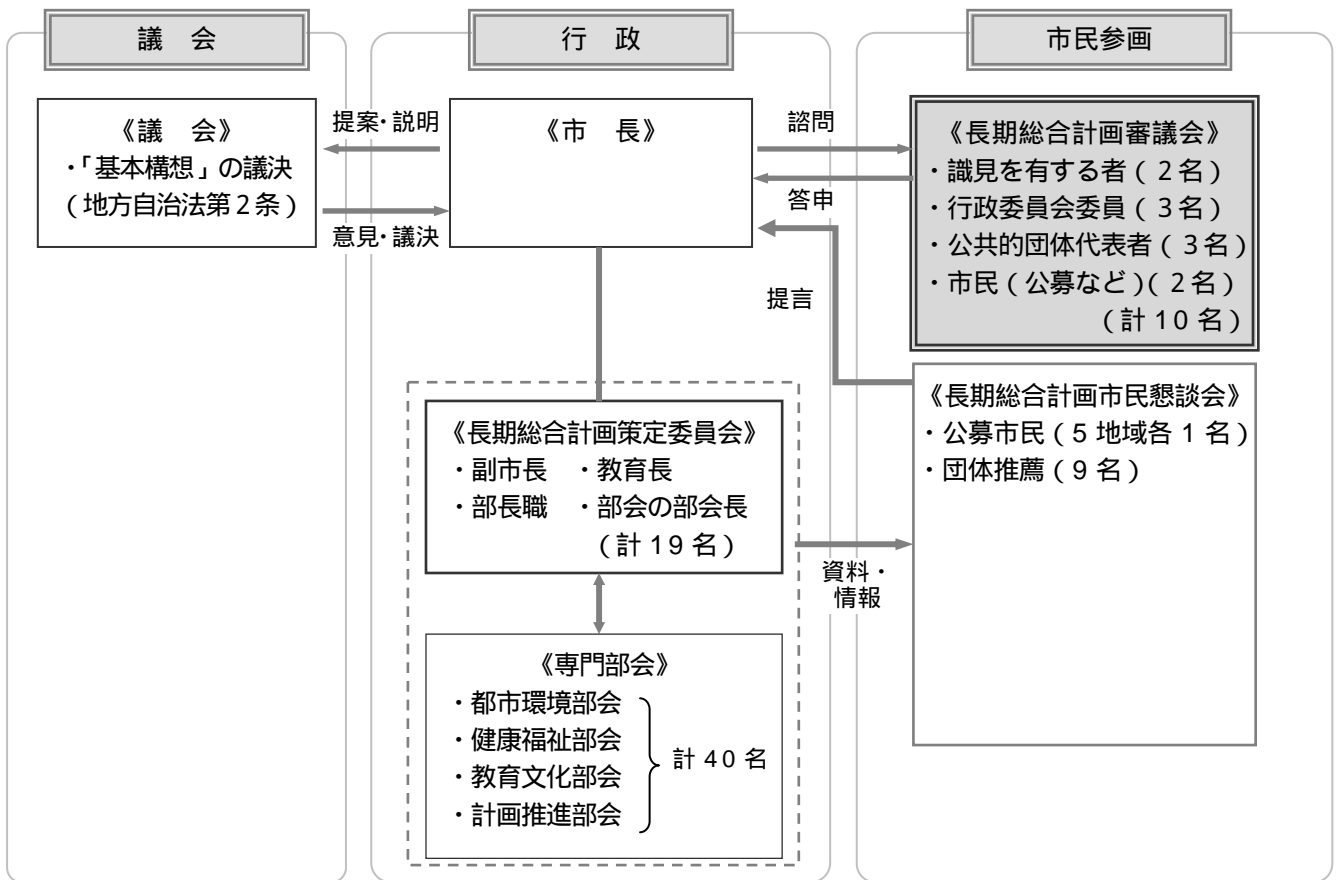 議 会
行 政
市民参画
《議 会》
・「基本構想」の議決
(地方自治法第2条)
提案・説明
意見・議決
《市 長》
諮問
答申
提言
《長期総合計画審議会》
・識見を有する者(2名)
・行政委員会委員(3名)
・公共的団体代表者(3名)
・市民(公募など)(2名)
(計10名)
《長期総合計画策定委員会》
・副市長 ・教育長
・部長職 ・部会の部会長
(計19名)
資料・
情報
《長期総合計画市民懇談会》
・公募市民(5地域各1名)
・団体推薦(9名)
《専門部会》
・都市環境部会
・健康福祉部会
・教育文化部会
・計画推進部会
計40名